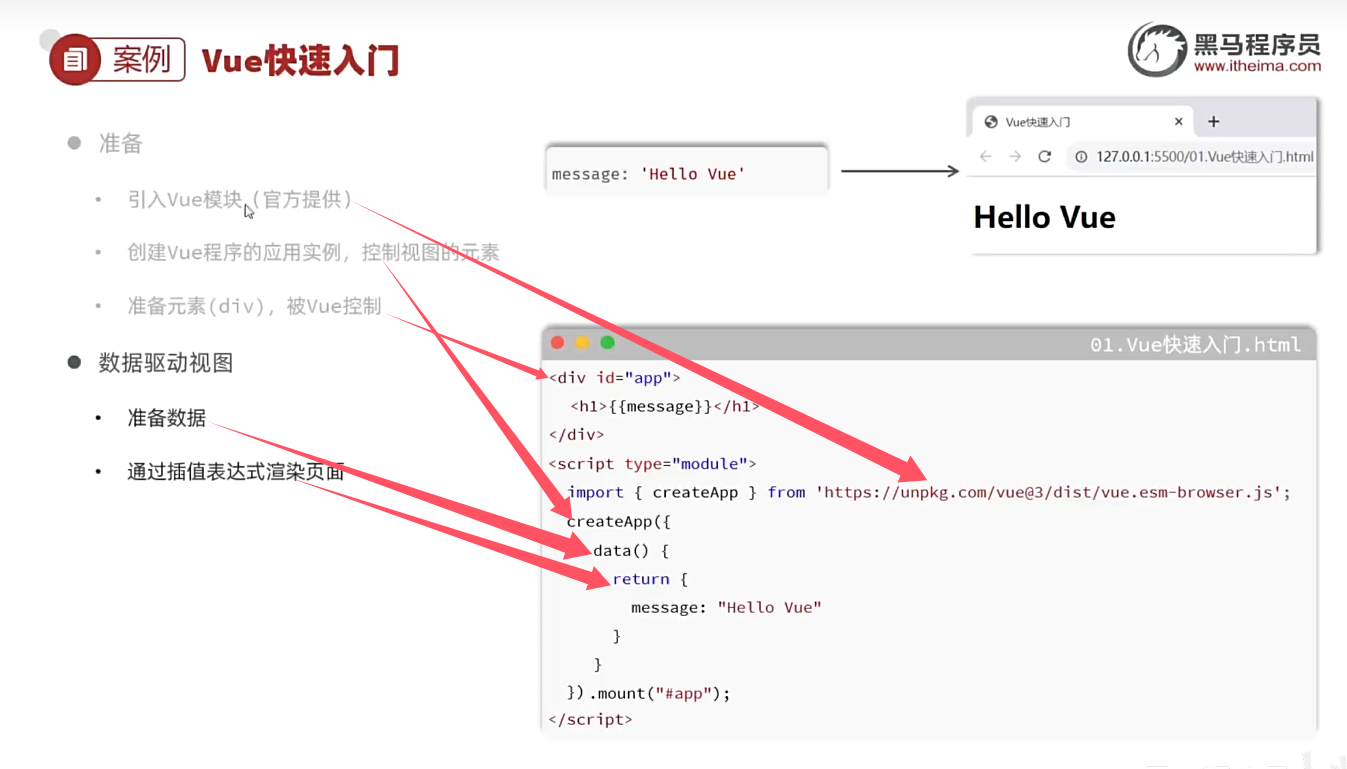 案例 Vue快速入门
黑马程序员
www.itheima.com
准备
引入Vue模块（官方提供）
创建Vue程序的应用实例，控制视图的元素
准备元素(div)，被Vue控制
数据驱动视图
准备数据
通过插值表达式渲染页面
message: 'Hello Vue'
Vue快速入门
127.0.0.1:5500/01.Vue快速入门.html
Hello Vue
01.Vue快速入门.html
<div id="app">
<h1>{{message}}</h1>
</div>
<script type="module">
import { createApp } from 'https://unpkg.com/vue@3/dist/vue.esm-browser.js';
createApp({
data() {
return {
message: "Hello Vue"
}
}
}).mount("#app");
</script>